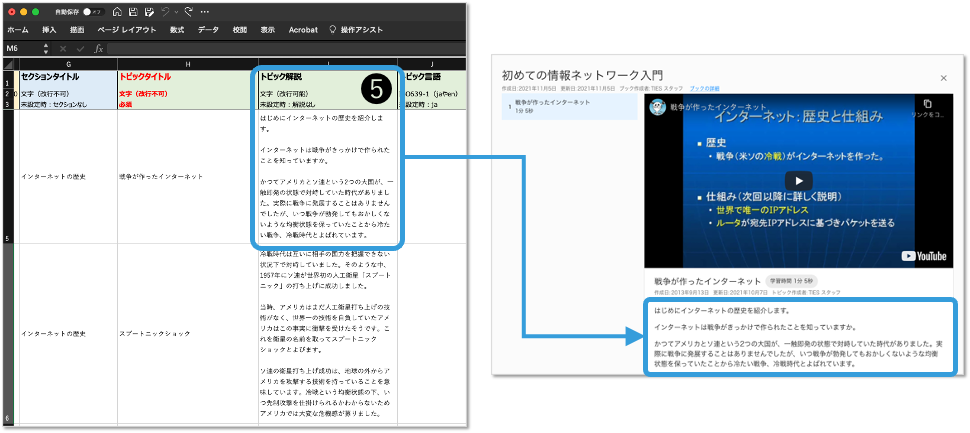 自動保存 オフ
ホーム 挿入 描画 ページ レイアウト 数式 データ 校閲 表示 Acrobat 操作アシスト
M6 fx
G H I J
1 セクションタイトル トピックタイトル トピック解説 ピック言語
2 文字（改行不可） 文字（改行不可） 文字（改行可能） O639-1（jaやen）
3 未設定時：セクションなし 必須 未設定時：解説なし 設定時：ja
5
はじめにインターネットの歴史を紹介しま
す。
インターネットは戦争がきっかけで作られた
ことを知っていますか。
インターネットの歴史 戦争が作ったインターネット
かつてアメリカとソ連という2つの大国が、一
触即発の状態で対峙していた時代がありまし
た。実際に戦争に発展することはありません
でしたが、いつ戦争が勃発してもおかしくない
ような均衡状態を保っていたことから冷た
い戦争、冷戦時代とよばれています。
5
冷戦時代は互いに相手の国力を把握できない
状況下で対峙していました。そのような中、
1957年にソ連が世界初の人工衛星「スプート
ニック」の打ち上げに成功しました。
当時、アメリカはまだ人工衛星打ち上げの技
術がなく、世界一の技術を自負していたアメ
リカはこの事実に衝撃を受けたそうです。こ
れを衛星の名前を取ってスプートニック
ショックとよびます。
インターネットの歴史 スプートニックショック
ソ連の衛星打ち上げ成功は、地球の外からア
メリカを攻撃する技術を持っていることを意
味しています。冷戦という均衡状態の下、い
つ先制攻撃を仕掛けられるかわからないため
アメリカでは大変な危機感が募りました。
6
初めての情報ネットワーク入門
作成日:2021年11月5日 更新日:2021年11月5日 ブック作成者:TIES スタッフ ブックの詳細
1 戦争が作ったインターネット
1分 5秒
戦争が作ったインターネット
リンクをコ...
インターネット：歴史と仕組み
歴史
戦争（米ソの冷戦）がインターネットを作った。
仕組み（次回以降に詳しく説明）
世界で唯一のIPアドレス
ルータが宛先IPアドレスに基づきパケットを送る
YouTube
戦争が作ったインターネット 学習時間 1分 5秒
作成日:2013年9月13日 更新日:2021年10月7日 トピック作成者:TIES スタッフ
はじめにインターネットの歴史を紹介します。
インターネットは戦争がきっかけで作られたことを知っていますか。
かつてアメリカとソ連という2つの大国が、一触即発の状態で対峙していた時代がありました。実
際に戦争に発展することはありませんでしたが、いつ戦争が勃発してもおかしくないような均衡
状態を保っていたことから冷たい戦争、冷戦時代とよばれています。